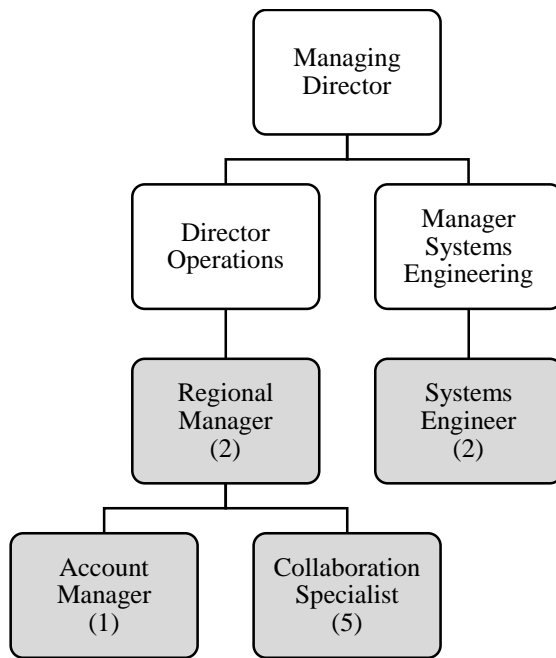 Managing
Director
Director
Operations
Manager
Systems
Engineering
Regional
Manager
(2)
Systems
Engineer
(2)
Account
Manager
(1)
Collaboration
Specialist
(5)